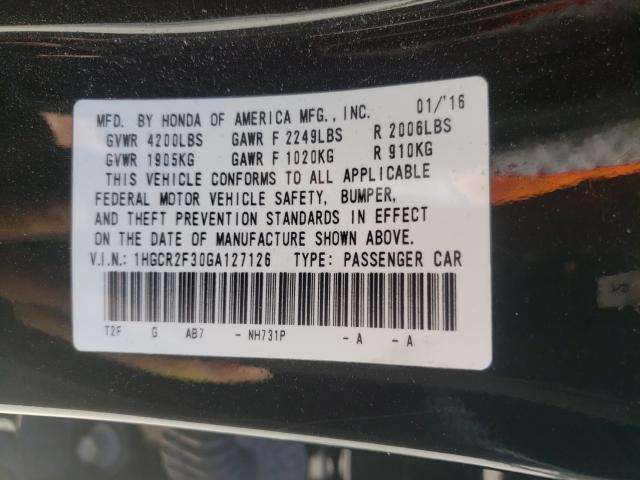 MFD. BY HONDA OF AMERICA MFG., INC. 01/'16
GVWR 4200LBS GAWR F 2249LBS R 2006LBS
GVWR 1905KG GAWR F 1020KG R 910KG
THIS VEHICLE CONFORMS TO ALL APPLICABLE
FEDERAL MOTOR VEHICLE SAFETY, BUMPER,
AND THEFT PREVENTION STANDARDS IN EFFECT
ON THE DATE OF MANUFACTURE SHOWN ABOVE.
V.I.N.: 1HGCR2F30GA127126 TYPE: PASSENGER CAR
T2F G AB7 - NH731P - A - A